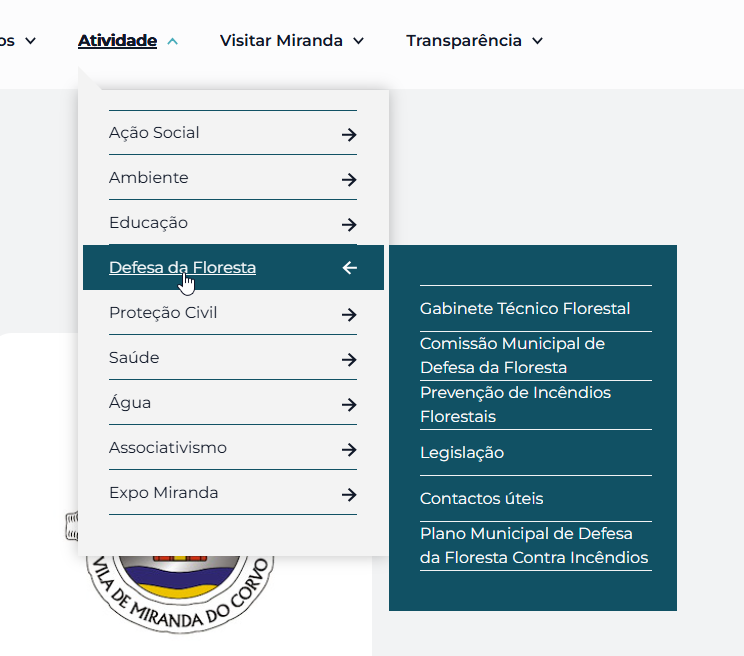 os
Atividade
Visitar Miranda
Transparência
Ação Social
Ambiente
Educação
Defesa da Floresta
Proteção Civil
Saúde
Água
Associativismo
Expo Miranda
Gabinete Técnico Florestal
Comissão Municipal de
Defesa da Floresta
Prevenção de Incêndios
Florestais
Legislação
Contactos úteis
Plano Municipal de Defesa
da Floresta Contra Incêndios
VILA DE MIRANDA DO CORVO